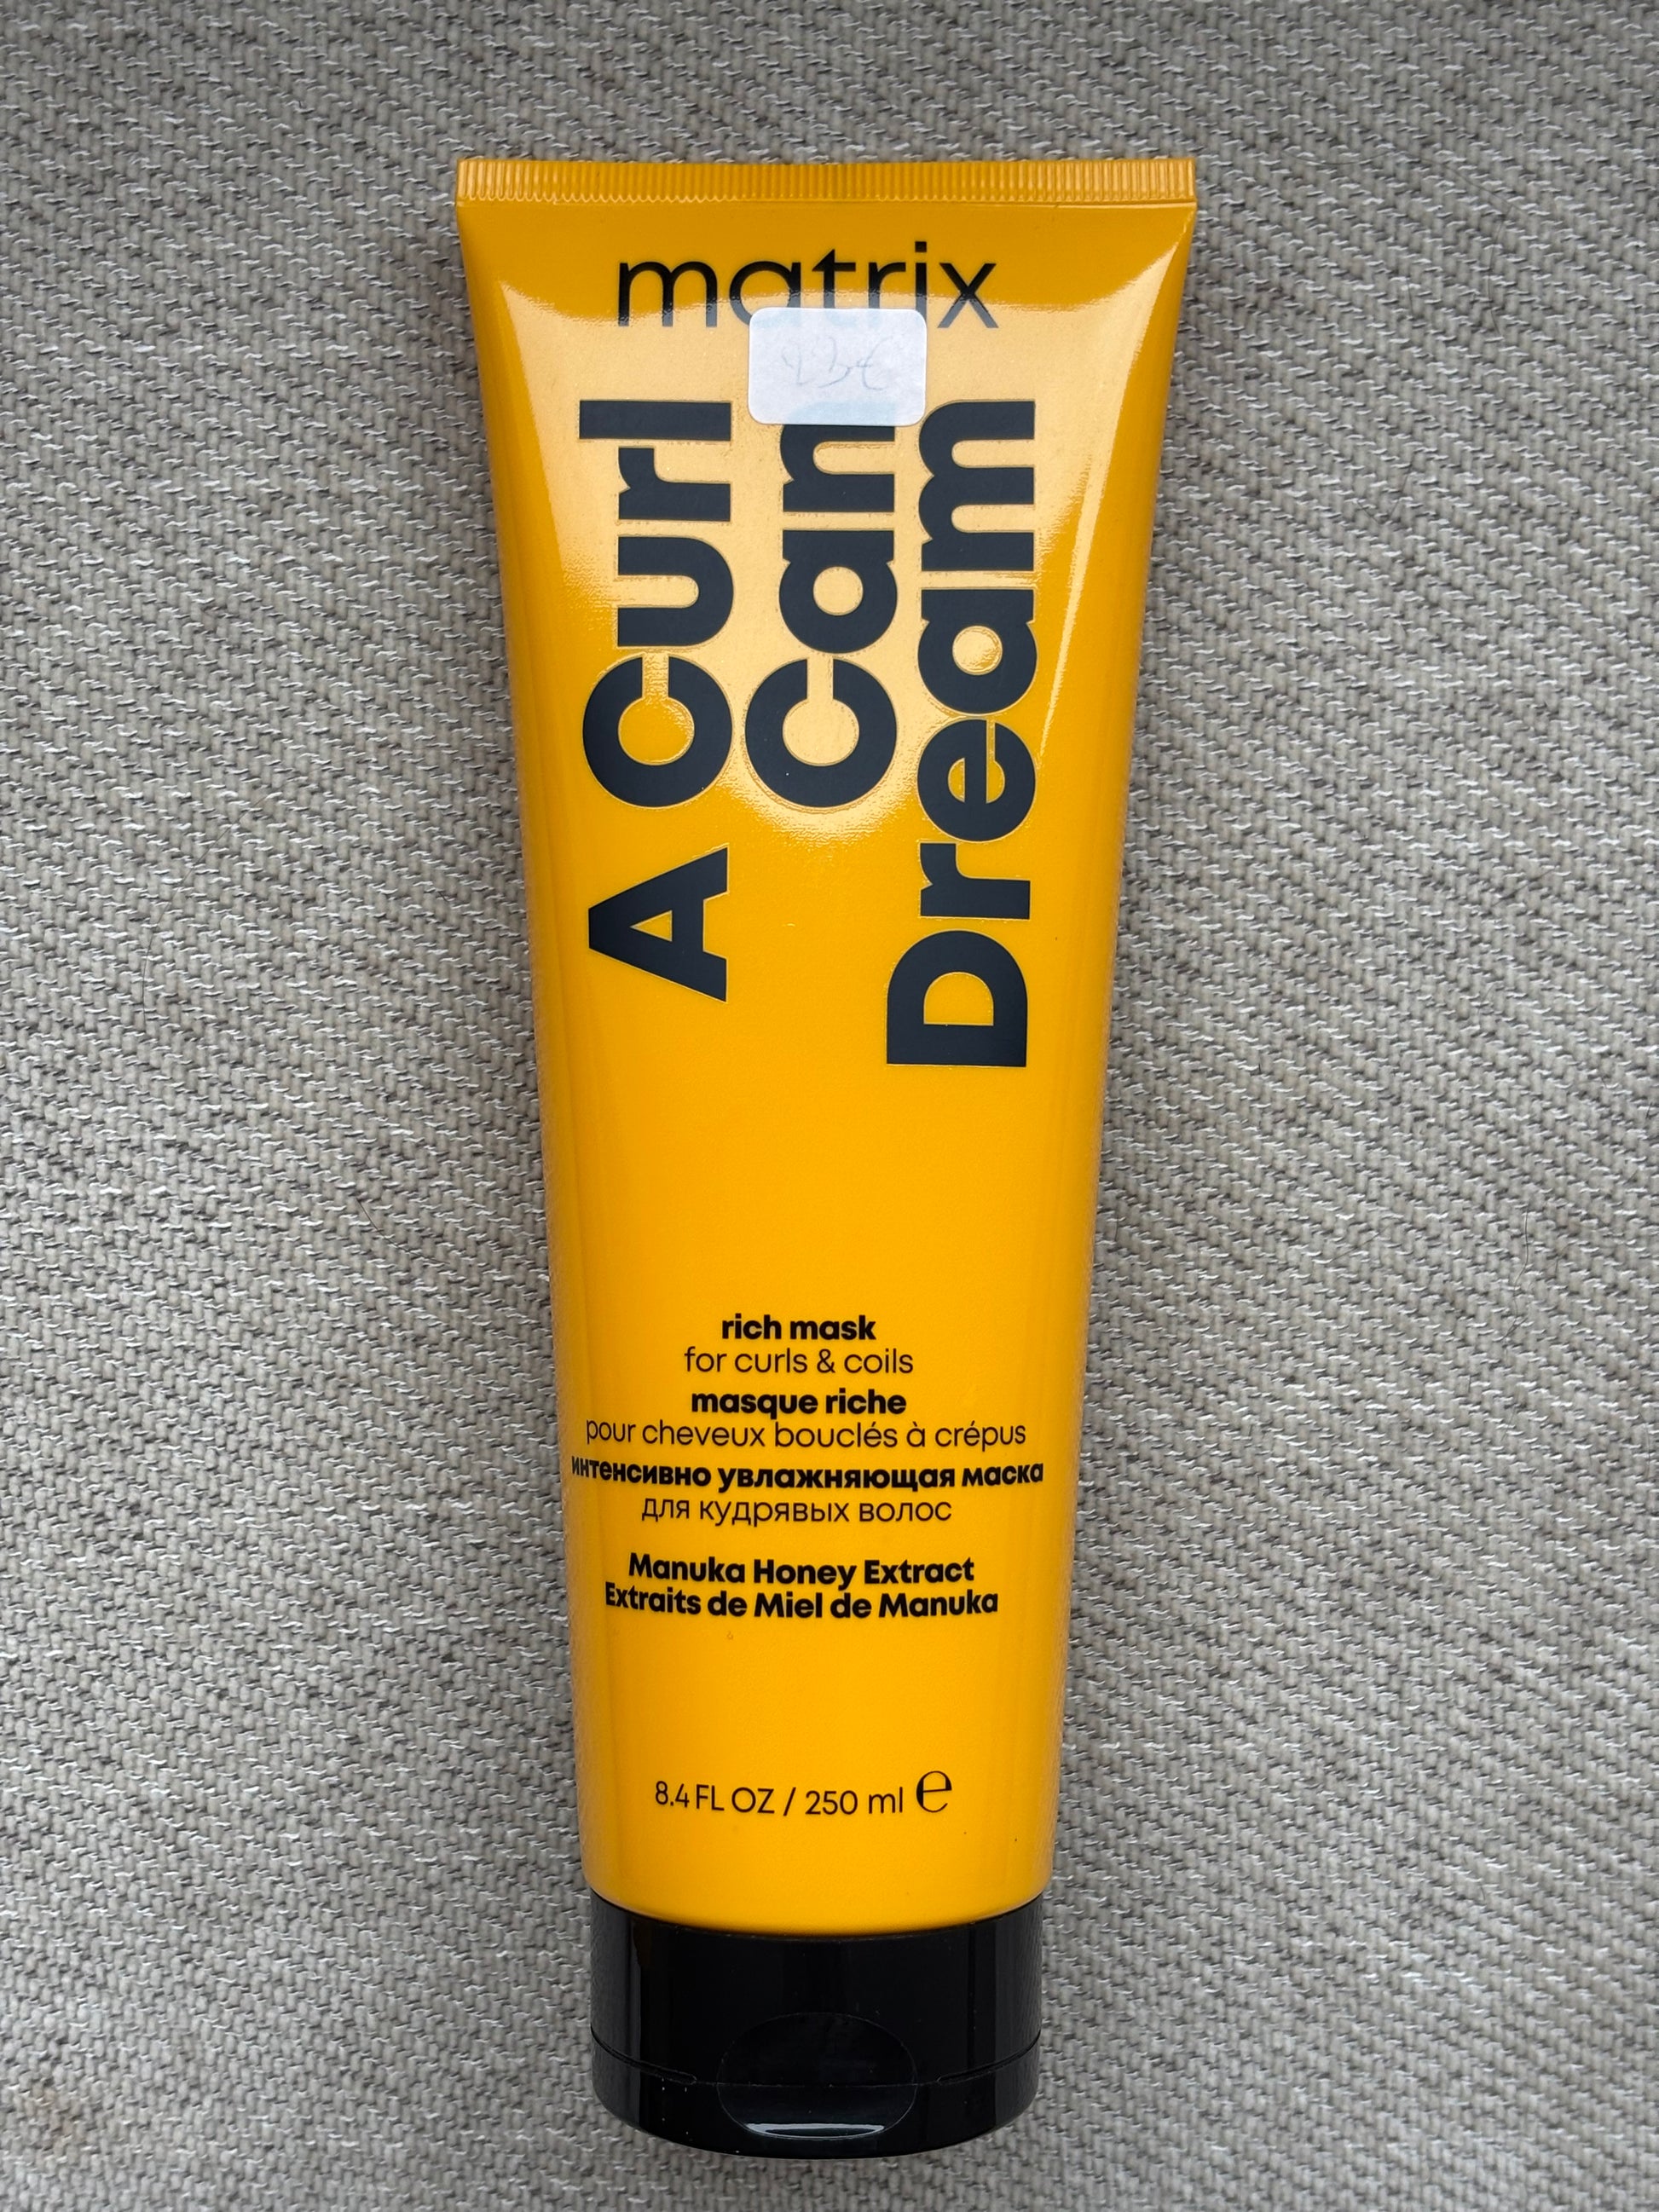 matrix
A Curl
Can
Dream
rich mask
for curls & coils
masque riche
pour cheveux bouclés à crépus
интенсивно увлажняющая маска
для кудрявых волос
Manuka Honey Extract
Extraits de Miel de Manuka
8.4 FL OZ / 250 ml ℮